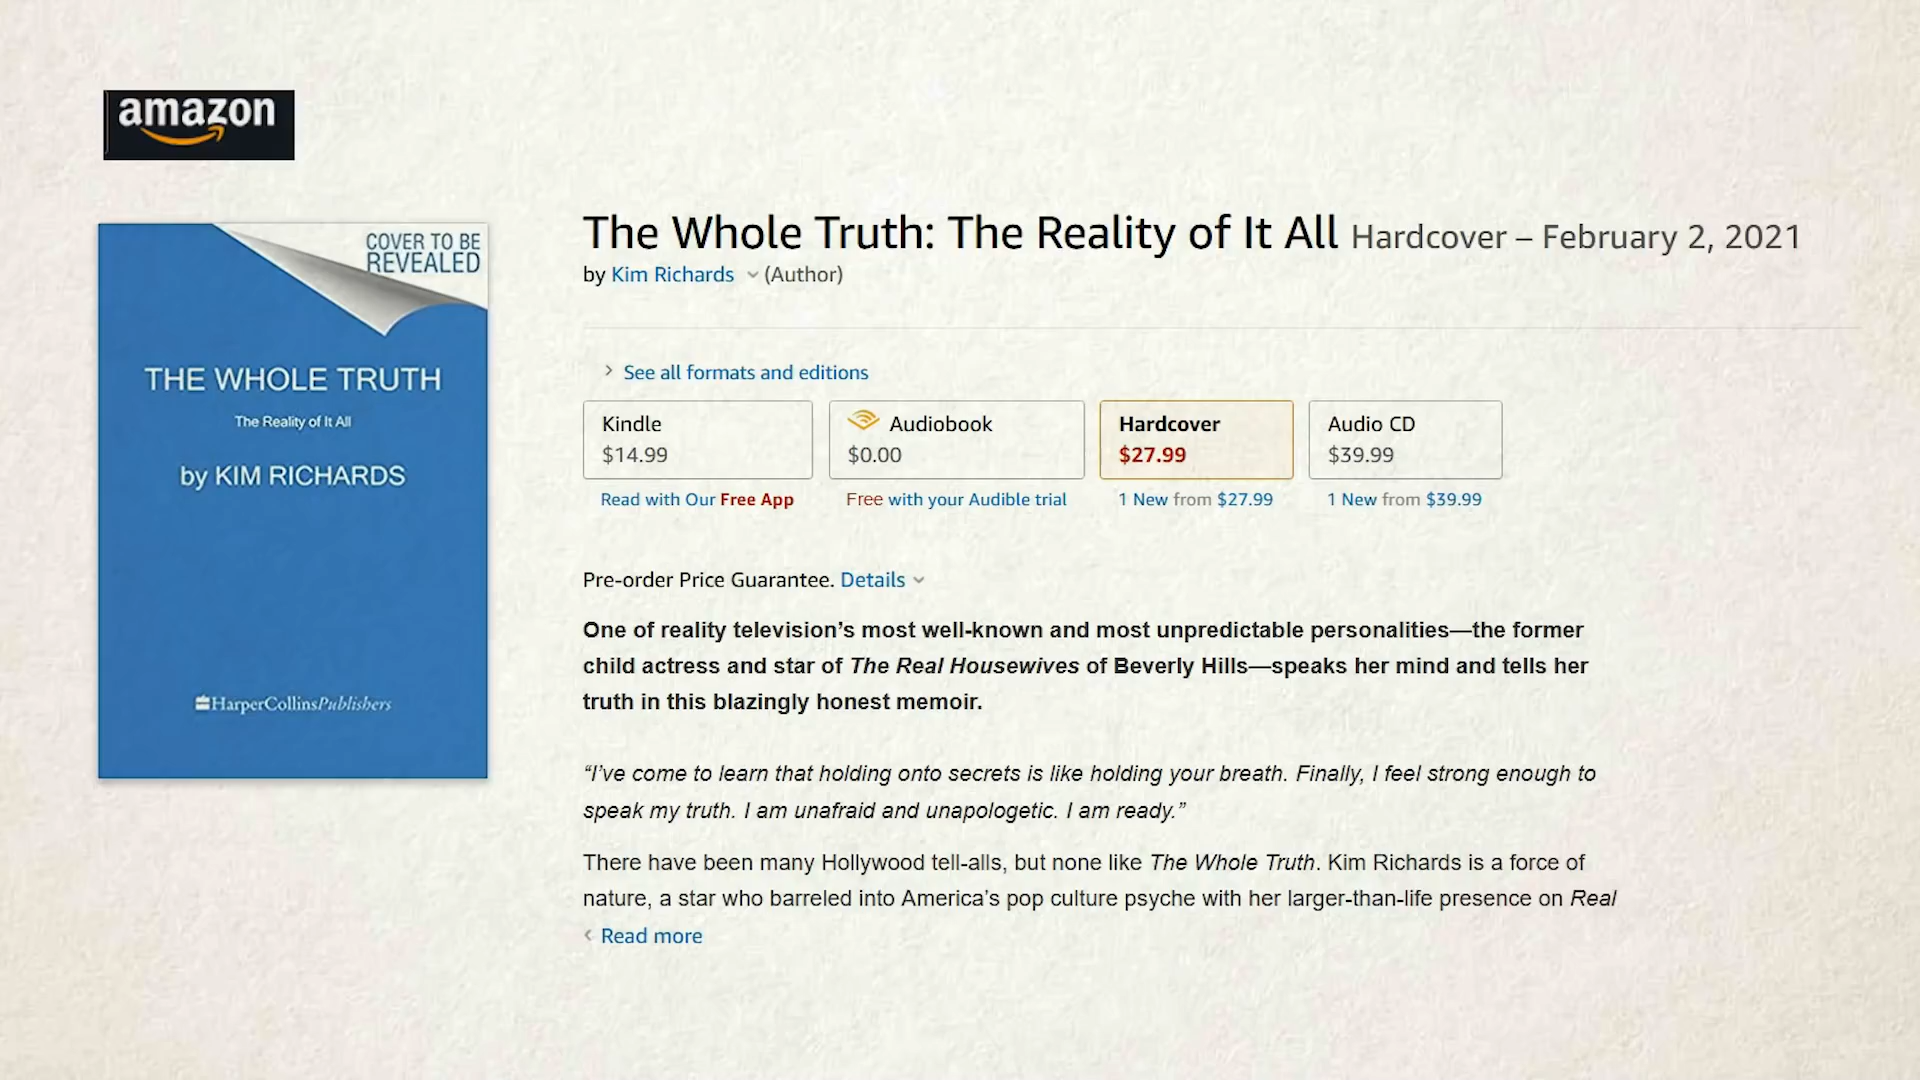 amazon
COVER TO BE
REVEALED
THE WHOLE TRUTH
The Reality of It All
by KIM RICHARDS
HarperCollinsPublishers
The Whole Truth: The Reality of It All Hardcover – February 2, 2021
by Kim Richards (Author)
See all formats and editions
Kindle
$14.99
Read with Our Free App
Audiobook
$0.00
Free with your Audible trial
Hardcover
$27.99
1 New from $27.99
Audio CD
$39.99
1 New from $39.99
Pre-order Price Guarantee. Details
One of reality television’s most well-known and most unpredictable personalities—the former
child actress and star of The Real Housewives of Beverly Hills—speaks her mind and tells her
truth in this blazingly honest memoir.
“I’ve come to learn that holding onto secrets is like holding your breath. Finally, I feel strong enough to
speak my truth. I am unafraid and unapologetic. I am ready.”
There have been many Hollywood tell-alls, but none like The Whole Truth. Kim Richards is a force of
nature, a star who barreled into America’s pop culture psyche with her larger-than-life presence on Real
Read more